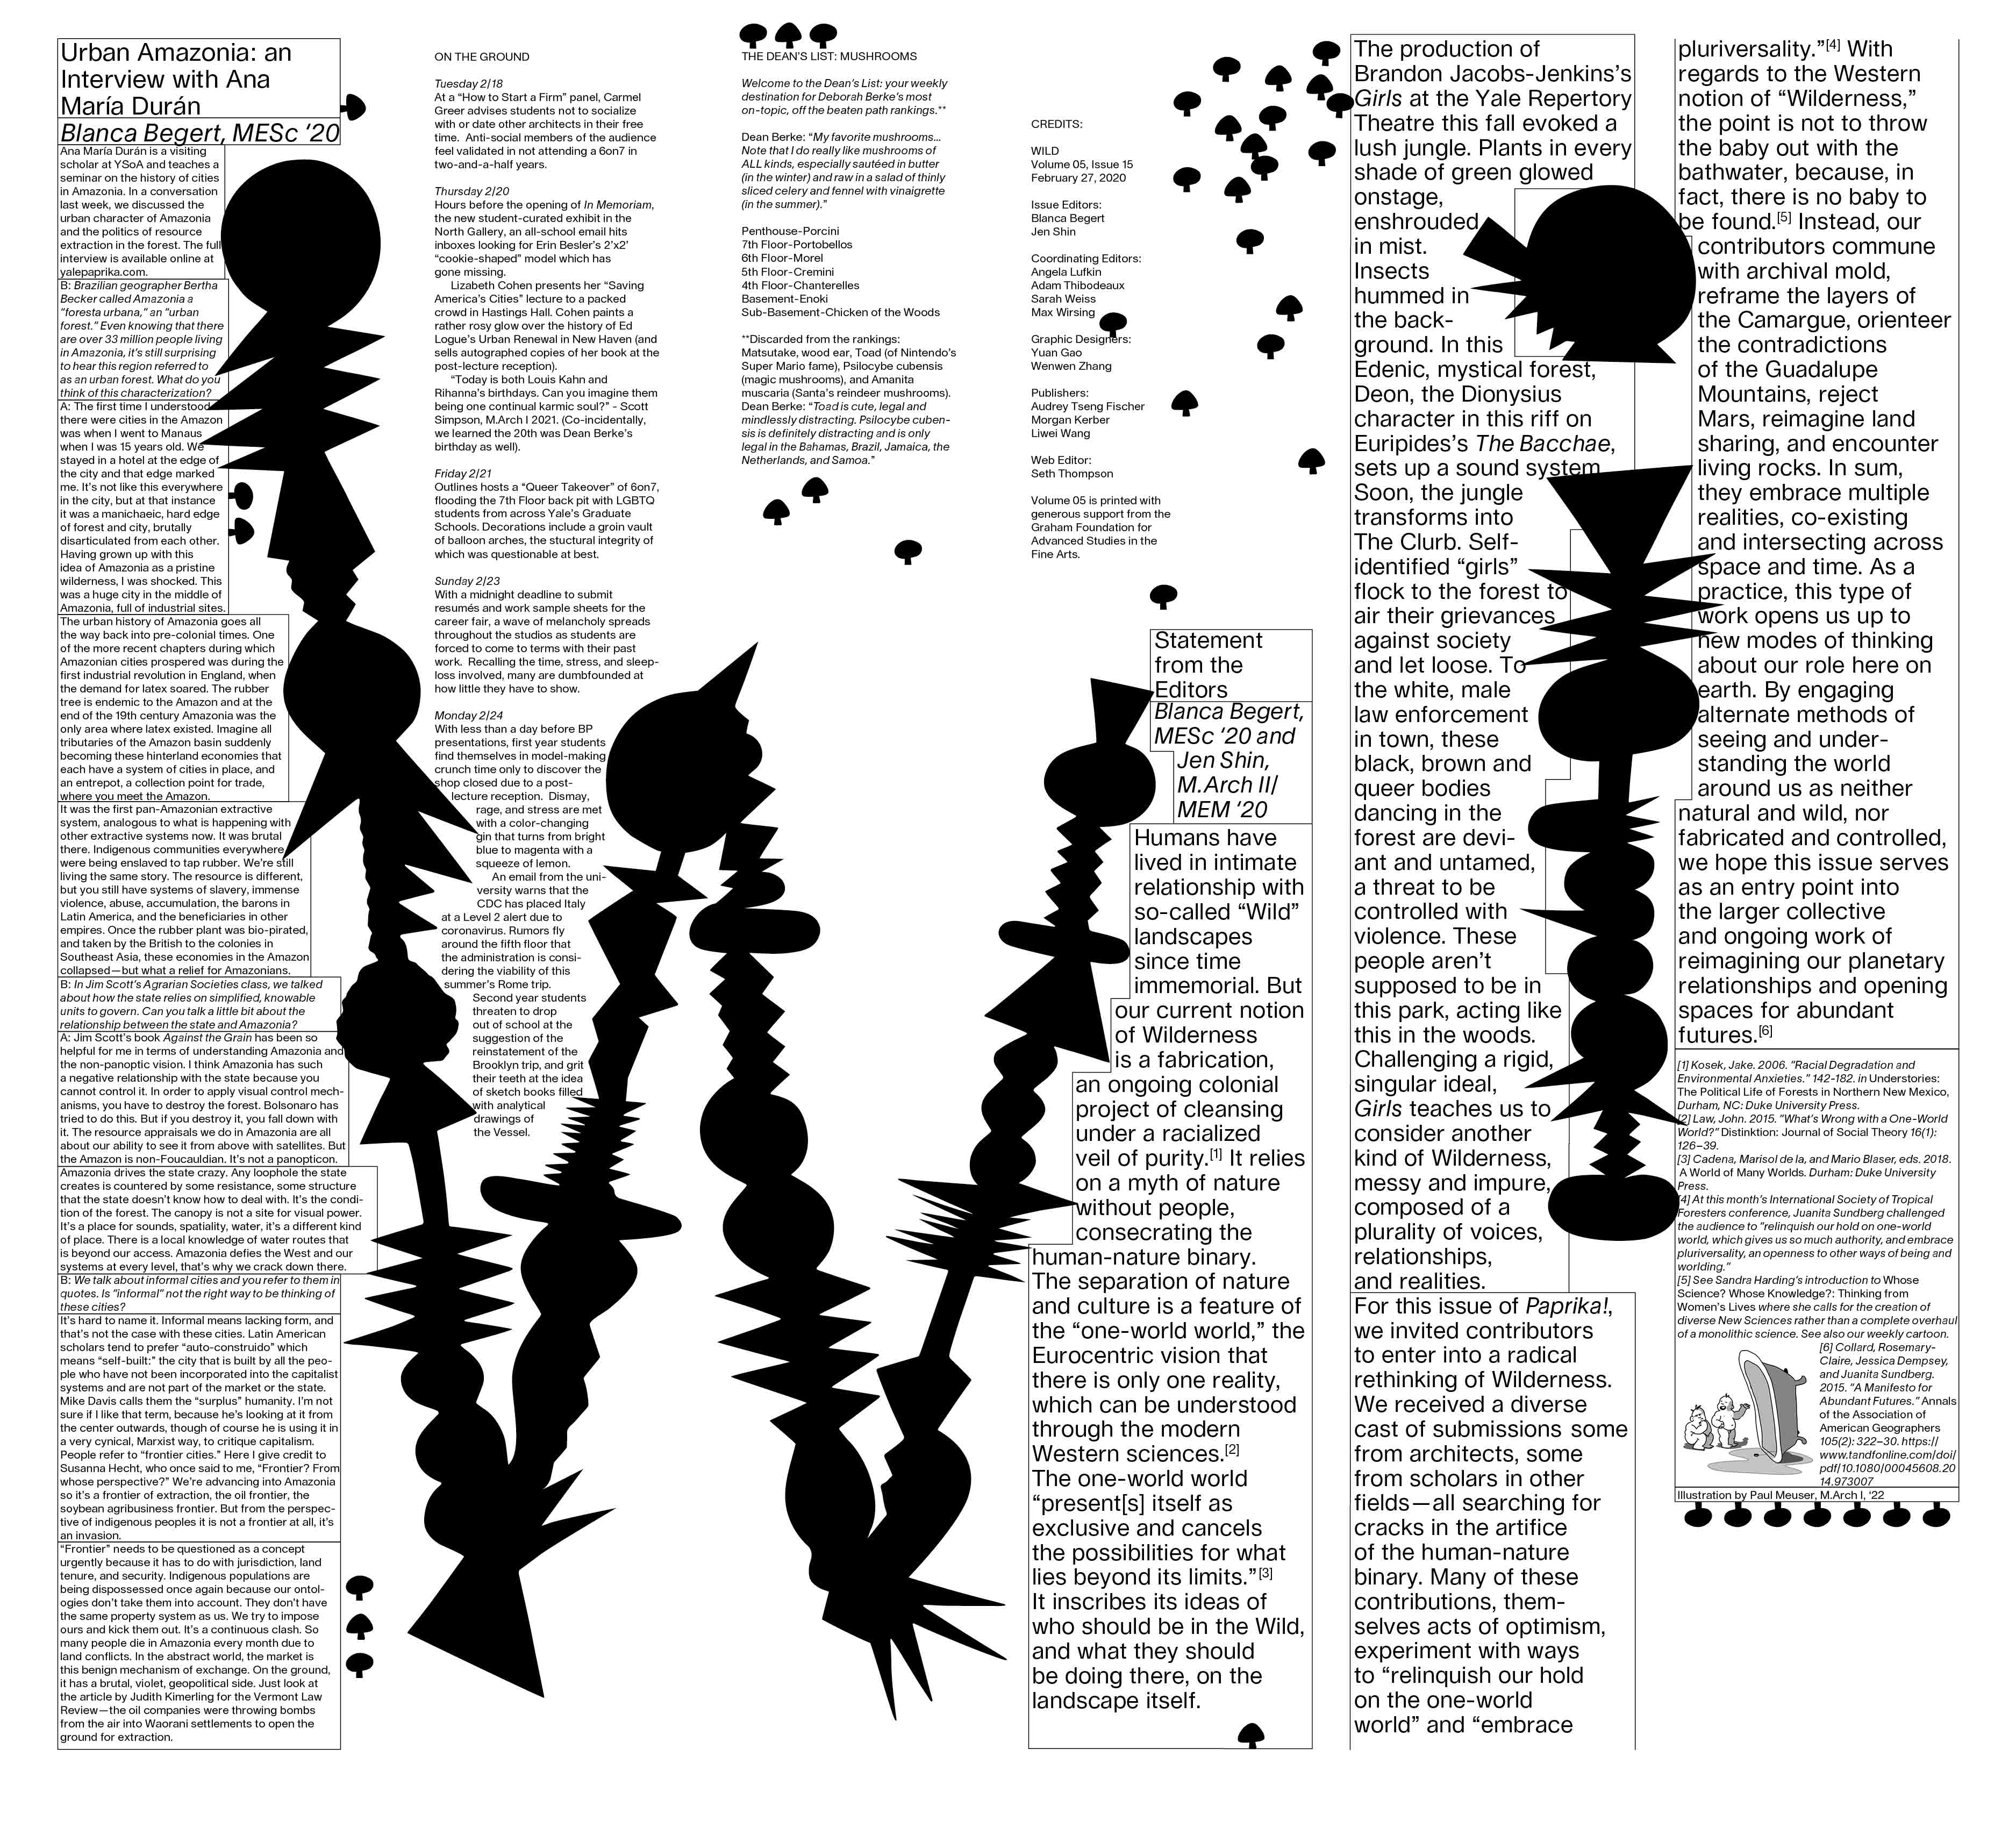 Urban Amazonia: an
Interview with Ana
María Durán
Blanca Begert, MESc ‘20
Ana María Durán is a visiting
scholar at YSoA and teaches a
seminar on the history of cities
in Amazonia. In a conversation
last week, we discussed the
urban character of Amazonia
and the politics of resource
extraction in the forest. The full
interview is available online at
yalepaprika.com.
B: Brazilian geographer Bertha
Becker called Amazonia a
“foresta urbana,” an “urban
forest.” Even knowing that there
are over 33 million people living
in Amazonia, it’s still surprising
to hear this region referred to
as an urban forest. What do you
think of this characterization?
A: The first time I understood
there were cities in the Amazon
was when I went to Manaus
when I was 15 years old. We
stayed in a hotel at the edge of
the city and that edge marked
me. It’s not like this everywhere
in the city, but at that instance
it was a manichaeic, hard edge
of forest and city, brutally
disarticulated from each other.
Having grown up with this
idea of Amazonia as a pristine
wilderness, I was shocked. This
was a huge city in the middle of
Amazonia, full of industrial sites.
The urban history of Amazonia goes all
the way back into pre-colonial times. One
of the more recent chapters during which
Amazonian cities prospered was during the
first industrial revolution in England, when
the demand for latex soared. The rubber
tree is endemic to the Amazon and at the
end of the 19th century Amazonia was the
only area where latex existed. Imagine all
tributaries of the Amazon basin suddenly
becoming these hinterland economies that
each have a system of cities in place, and
an entrepot, a collection point for trade,
where you meet the Amazon.
It was the first pan-Amazonian extractive
system, analogous to what is happening with
other extractive systems now. It was brutal
there. Indigenous communities everywhere
were being enslaved to tap rubber. We’re still
living the same story. The resource is different,
but you still have systems of slavery, immense
violence, abuse, accumulation, the barons in
Latin America, and the beneficiaries in other
empires. Once the rubber plant was bio-pirated,
and taken by the British to the colonies in
Southeast Asia, these economies in the Amazon
collapsed—but what a relief for Amazonians.
B: In Jim Scott’s Agrarian Societies class, we talked
about how the state relies on simplified, knowable
units to govern. Can you talk a little bit about the
relationship between the state and Amazonia?
A: Jim Scott’s book Against the Grain has been so
helpful for me in terms of understanding Amazonia and
the non-panoptic vision. I think Amazonia has such
a negative relationship with the state because you
cannot control it. In order to apply visual control mech-
anisms, you have to destroy the forest. Bolsonaro has
tried to do this. But if you destroy it, you fall down with
it. The resource appraisals we do in Amazonia are all
about our ability to see it from above with satellites. But
the Amazon is non-Foucauldian. It’s not a panopticon.
Amazonia drives the state crazy. Any loophole the state
creates is countered by some resistance, some structure
that the state doesn’t know how to deal with. It’s the condi-
tion of the forest. The canopy is not a site for visual power.
It’s a place for sounds, spatiality, water, it’s a different kind
of place. There is a local knowledge of water routes that
is beyond our access. Amazonia defies the West and our
systems at every level, that’s why we crack down there.
B: We talk about informal cities and you refer to them in
quotes. Is “informal” not the right way to be thinking of
these cities?
It’s hard to name it. Informal means lacking form, and
that’s not the case with these cities. Latin American
scholars tend to prefer “auto-construido” which
means “self-built:” the city that is built by all the peo-
ple who have not been incorporated into the capitalist
systems and are not part of the market or the state.
Mike Davis calls them the “surplus” humanity. I’m not
sure if I like that term, because he’s looking at it from
the center outwards, though of course he is using it in
a very cynical, Marxist way, to critique capitalism.
People refer to “frontier cities.” Here I give credit to
Susanna Hecht, who once said to me, “Frontier? From
whose perspective?” We’re advancing into Amazonia
so it’s a frontier of extraction, the oil frontier, the
soybean agribusiness frontier. But from the perspec-
tive of indigenous peoples it is not a frontier at all, it’s
an invasion.
“Frontier” needs to be questioned as a concept
urgently because it has to do with jurisdiction, land
tenure, and security. Indigenous populations are
being dispossessed once again because our ontol-
ogies don’t take them into account. They don’t have
the same property system as us. We try to impose
ours and kick them out. It’s a continuous clash. So
many people die in Amazonia every month due to
land conflicts. In the abstract world, the market is
this benign mechanism of exchange. On the ground,
it has a brutal, violet, geopolitical side. Just look at
the article by Judith Kimerling for the Vermont Law
Review—the oil companies were throwing bombs
from the air into Waorani settlements to open the
ground for extraction.
ON THE GROUND
Tuesday 2/18
At a “How to Start a Firm” panel, Carmel
Greer advises students not to socialize
with or date other architects in their free
time. Anti-social members of the audience
feel validated in not attending a 6on7 in
two-and-a-half years.
Thursday 2/20
Hours before the opening of In Memoriam,
the new student-curated exhibit in the
North Gallery, an all-school email hits
inboxes looking for Erin Besler’s 2’x2’
“cookie-shaped” model which has
gone missing.
Lizabeth Cohen presents her “Saving
America’s Cities” lecture to a packed
crowd in Hastings Hall. Cohen paints a
rather rosy glow over the history of Ed
Logue’s Urban Renewal in New Haven (and
sells autographed copies of her book at the
post-lecture reception).
“Today is both Louis Kahn and
Rihanna’s birthdays. Can you imagine them
being one continual karmic soul?” - Scott
Simpson, M.Arch I 2021. (Co-incidentally,
we learned the 20th was Dean Berke’s
birthday as well).
Friday 2/21
Outlines hosts a “Queer Takeover” of 6on7,
flooding the 7th Floor back pit with LGBTQ
students from across Yale’s Graduate
Schools. Decorations include a groin vault
of balloon arches, the stuctural integrity of
which was questionable at best.
Sunday 2/23
With a midnight deadline to submit
resumés and work sample sheets for the
career fair, a wave of melancholy spreads
throughout the studios as students are
forced to come to terms with their past
work. Recalling the time, stress, and sleep-
loss involved, many are dumbfounded at
how little they have to show.
Monday 2/24
With less than a day before BP
presentations, first year students
find themselves in model-making
crunch time only to discover the
shop closed due to a post-
lecture reception. Dismay,
rage, and stress are met
with a color-changing
gin that turns from bright
blue to magenta with a
squeeze of lemon.
An email from the uni-
versity warns that the
CDC has placed Italy
at a Level 2 alert due to
coronavirus. Rumors fly
around the fifth floor that
the administration is consi-
dering the viability of this
summer’s Rome trip.
Second year students
threaten to drop
out of school at the
suggestion of the
reinstatement of the
Brooklyn trip, and grit
their teeth at the idea
of sketch books filled
with analytical
drawings of
the Vessel.
THE DEAN’S LIST: MUSHROOMS
Welcome to the Dean’s List: your weekly
destination for Deborah Berke’s most
on-topic, off the beaten path rankings.**
Dean Berke: “My favorite mushrooms...
Note that I do really like mushrooms of
ALL kinds, especially sautéed in butter
(in the winter) and raw in a salad of thinly
sliced celery and fennel with vinaigrette
(in the summer).”
Penthouse-Porcini
7th Floor-Portobellos
6th Floor-Morel
5th Floor-Cremini
4th Floor-Chanterelles
Basement-Enoki
Sub-Basement-Chicken of the Woods
**Discarded from the rankings:
Matsutake, wood ear, Toad (of Nintendo’s
Super Mario fame), Psilocybe cubensis
(magic mushrooms), and Amanita
muscaria (Santa’s reindeer mushrooms).
Dean Berke: “Toad is cute, legal and
mindlessly distracting. Psilocybe cuben-
sis is definitely distracting and is only
legal in the Bahamas, Brazil, Jamaica, the
Netherlands, and Samoa.”
CREDITS:
WILD
Volume 05, Issue 15
February 27, 2020
Issue Editors:
Blanca Begert
Jen Shin
Coordinating Editors:
Angela Lufkin
Adam Thibodeaux
Sarah Weiss
Max Wirsing
Graphic Designers:
Yuan Gao
Wenwen Zhang
Publishers:
Audrey Tseng Fischer
Morgan Kerber
Liwei Wang
Web Editor:
Seth Thompson
Volume 05 is printed with
generous support from the
Graham Foundation for
Advanced Studies in the
Fine Arts.
Statement
from the
Editors
Blanca Begert,
MESc ‘20 and
Jen Shin,
M.Arch II/
MEM ‘20
Humans have
lived in intimate
relationship with
so-called “Wild”
landscapes
since time
immemorial. But
our current notion
of Wilderness
is a fabrication,
an ongoing colonial
project of cleansing
under a racialized
veil of purity.[1] It relies
on a myth of nature
without people,
consecrating the
human-nature binary.
The separation of nature
and culture is a feature of
the “one-world world,” the
Eurocentric vision that
there is only one reality,
which can be understood
through the modern
Western sciences.[2]
The one-world world
“present[s] itself as
exclusive and cancels
the possibilities for what
lies beyond its limits.”[3]
It inscribes its ideas of
who should be in the Wild,
and what they should
be doing there, on the
landscape itself.
The production of
Brandon Jacobs-Jenkins’s
Girls at the Yale Repertory
Theatre this fall evoked a
lush jungle. Plants in every
shade of green glowed
onstage,
enshrouded
in mist.
Insects
hummed in
the back-
ground. In this
Edenic, mystical forest,
Deon, the Dionysius
character in this riff on
Euripides’s The Bacchae,
sets up a sound system.
Soon, the jungle
transforms into
The Clurb. Self-
identified “girls”
flock to the forest to
air their grievances
against society
and let loose. To
the white, male
law enforcement
in town, these
black, brown and
queer bodies
dancing in the
forest are devi-
ant and untamed,
a threat to be
controlled with
violence. These
people aren’t
supposed to be in
this park, acting like
this in the woods.
Challenging a rigid,
singular ideal,
Girls teaches us to
consider another
kind of Wilderness,
messy and impure,
composed of a
plurality of voices,
relationships,
and realities.
For this issue of Paprika!,
we invited contributors
to enter into a radical
rethinking of Wilderness.
We received a diverse
cast of submissions some
from architects, some
from scholars in other
fields—all searching for
cracks in the artifice
of the human-nature
binary. Many of these
contributions, them-
selves acts of optimism,
experiment with ways
to “relinquish our hold
on the one-world
world” and “embrace
pluriversality.”[4] With
regards to the Western
notion of “Wilderness,”
the point is not to throw
the baby out with the
bathwater, because, in
fact, there is no baby to
be found.[5] Instead, our
contributors commune
with archival mold,
reframe the layers of
the Camargue, orienteer
the contradictions
of the Guadalupe
Mountains, reject
Mars, reimagine land
sharing, and encounter
living rocks. In sum,
they embrace multiple
realities, co-existing
and intersecting across
space and time. As a
practice, this type of
work opens us up to
new modes of thinking
about our role here on
earth. By engaging
alternate methods of
seeing and under-
standing the world
around us as neither
natural and wild, nor
fabricated and controlled,
we hope this issue serves
as an entry point into
the larger collective
and ongoing work of
reimagining our planetary
relationships and opening
spaces for abundant
futures.[6]
[1] Kosek, Jake. 2006. “Racial Degradation and
Environmental Anxieties.” 142-182. in Understories:
The Political Life of Forests in Northern New Mexico,
Durham, NC: Duke University Press.
[2] Law, John. 2015. “What’s Wrong with a One-World
World?” Distinktion: Journal of Social Theory 16(1):
126–39.
[3] Cadena, Marisol de la, and Mario Blaser, eds. 2018.
A World of Many Worlds. Durham: Duke University
Press.
[4] At this month’s International Society of Tropical
Foresters conference, Juanita Sundberg challenged
the audience to “relinquish our hold on one-world
world, which gives us so much authority, and embrace
pluriversality, an openness to other ways of being and
worlding.”
[5] See Sandra Harding’s introduction to Whose
Science? Whose Knowledge?: Thinking from
Women’s Lives where she calls for the creation of
diverse New Sciences rather than a complete overhaul
of a monolithic science. See also our weekly cartoon.
[6] Collard, Rosemary-
Claire, Jessica Dempsey,
and Juanita Sundberg.
2015. “A Manifesto for
Abundant Futures.” Annals
of the Association of
American Geographers
105(2): 322–30. https://
www.tandfonline.com/doi/
pdf/10.1080/00045608.20
14.973007
Illustration by Paul Meuser, M.Arch I, ‘22